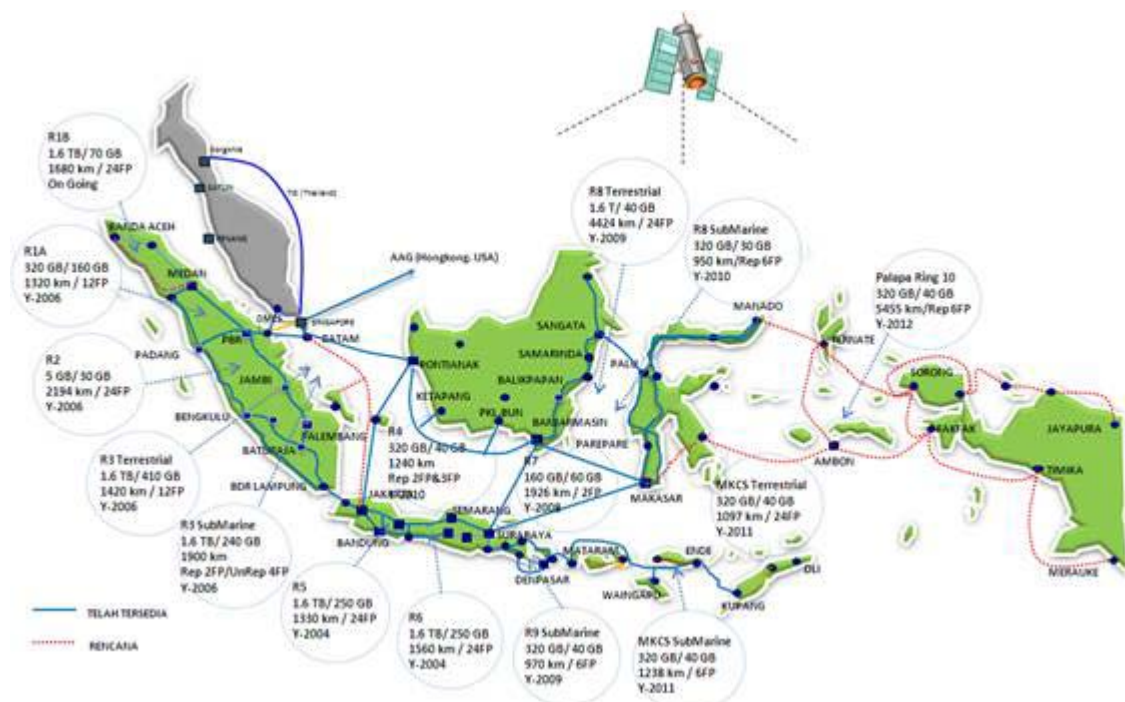 R1B
1.6 TB/ 70 GB
1680 km / 24FP
On Going
BANDA ACEH
R1A
320 GB/ 160 GB
1320 km / 12FP
Y-2006
MEDAN
TIS (Thailand)
AAG (Hongkong. USA)
SINGAPORE
BATAM
DMCS
PBR
PADANG
JAMBI
R2
5 GB/ 30 GB
2194 km / 24FP
Y-2006
BENGKULU
PALEMBANG
BATURAJA
R3 Terrestrial
1.6 TB/ 410 GB
1420 km / 12FP
Y-2006
BDR LAMPUNG
R3 SubMarine
1.6 TB/ 240 GB
1900 km
Rep 2FP/UnRep 4FP
Y-2006
PONTIANAK
KETAPANG
PKL BUN
BANJARMASIN
BALIKPAPAN
SAMARINDA
SANGATA
R4
320 GB/ 40 GB
1240 km
Rep 2FP&3FP
R8 Terrestrial
1.6 T/ 40 GB
4424 km / 24FP
Y-2009
R8 SubMarine
320 GB/ 30 GB
950 km/Rep 6FP
Y-2010
MANADO
PALU
PAREPARE
MAKASAR
R7
160 GB/ 60 GB
1926 km / 2FP
Palapa Ring 10
320 GB/ 40 GB
5455 km/Rep 6FP
Y-2012
TERNATE
SORONG
FAKFAK
JAYAPURA
TIMIKA
MERAUKE
AMBON
MKCS Terrestrial
320 GB/ 40 GB
1097 km / 24FP
Y-2011
BANDUNG
SEMARANG
SURABAYA
DENPASAR
MATARAM
WAINGAPU
ENDE
KUPANG
R5
1.6 TB/ 250 GB
1330 km / 24FP
Y-2004
R6
1.6 TB/ 250 GB
1560 km / 24FP
Y-2004
R9 SubMarine
320 GB/ 40 GB
970 km / 6FP
Y-2009
MKCS SubMarine
320 GB/ 40 GB
1238 km / 6FP
Y-2011
TELAH TERSEDIA
RENCANA